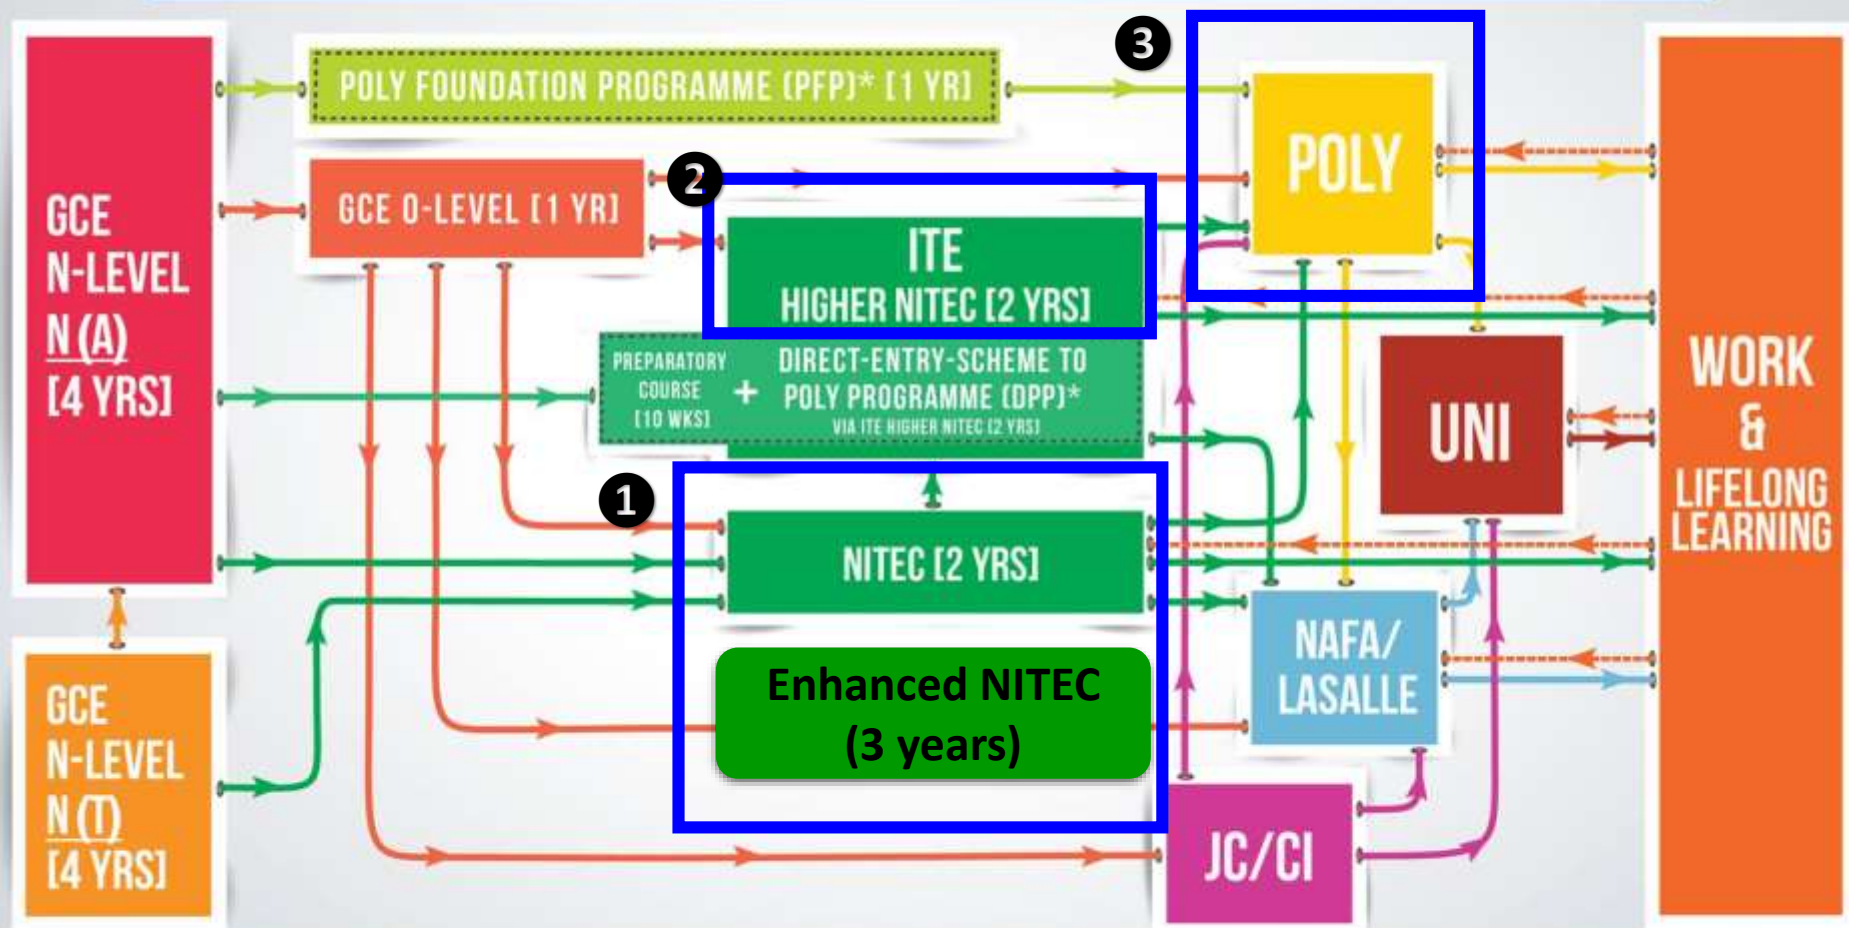 GCE
N-LEVEL
N(A)
[4 YRS]
POLY FOUNDATION PROGRAMME (PFP)* [1 YR]
3
POLY
GCE O-LEVEL [1 YR]
2
ITE
HIGHER NITEC [2 YRS]
PREPARATORY
COURSE
[10 WKS]
+
DIRECT-ENTRY-SCHEME TO
POLY PROGRAMME (DPP)*
VIA ITE HIGHER NITEC [2 YRS]
UNI
WORK
&
LIFELONG
LEARNING
1
NITEC [2 YRS]
Enhanced NITEC
(3 years)
NAFA/
LASALLE
GCE
N-LEVEL
N(T)
[4 YRS]
JC/CI